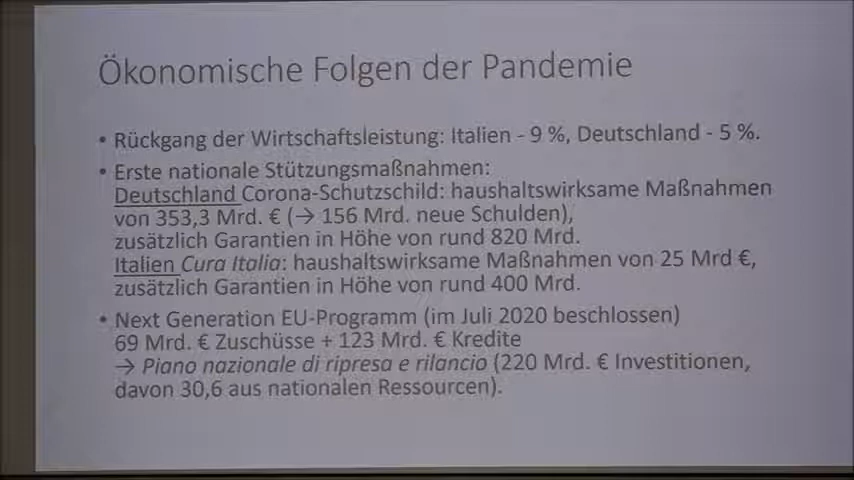 Ökonomische Folgen der Pandemie
• Rückgang der Wirtschaftsleistung: Italien - 9 %, Deutschland - 5 %.
• Erste nationale Stützungsmaßnahmen:
Deutschland Corona-Schutzschild: haushaltswirksame Maßnahmen
von 353,3 Mrd. € (→ 156 Mrd. neue Schulden),
zusätzlich Garantien in Höhe von rund 820 Mrd.
Italien Cura Italia: haushaltswirksame Maßnahmen von 25 Mrd €,
zusätzlich Garantien in Höhe von rund 400 Mrd.
• Next Generation EU-Programm (im Juli 2020 beschlossen)
69 Mrd. € Zuschüsse + 123 Mrd. € Kredite
→ Piano nazionale di ripresa e rilancio (220 Mrd. € Investitionen,
davon 30,6 aus nationalen Ressourcen).